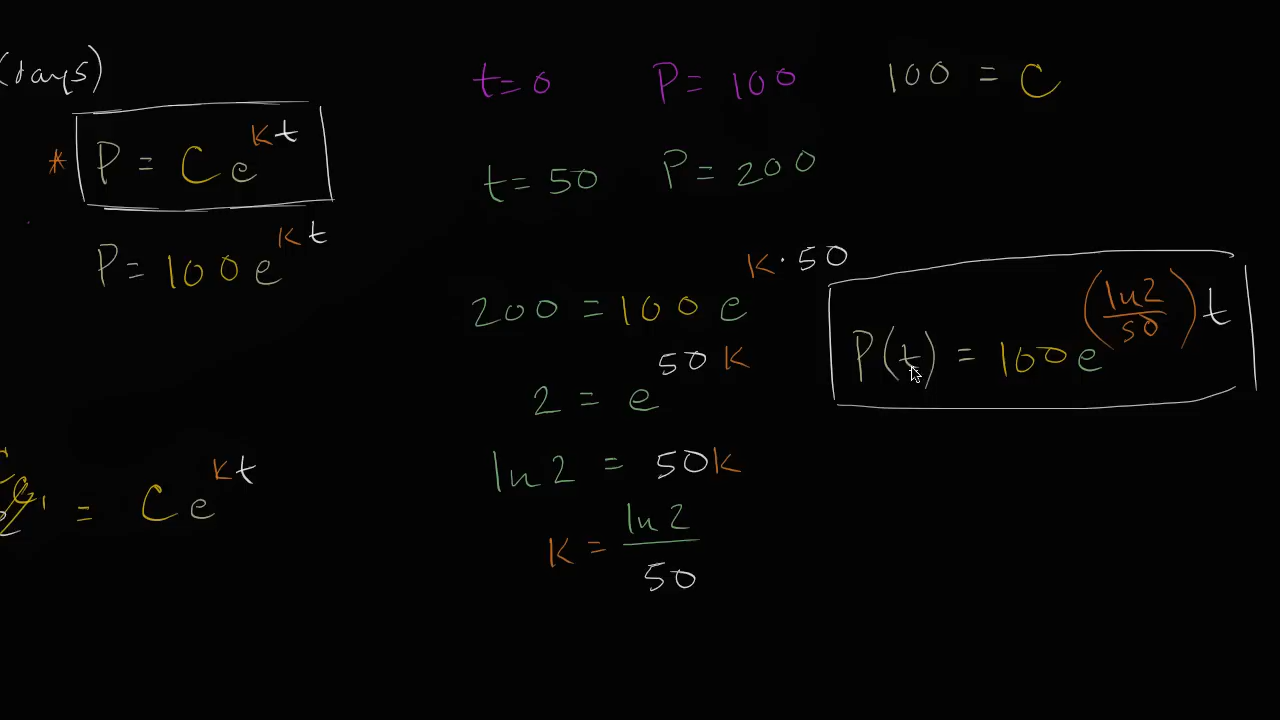 (days)
P = Ce^{kt}
P = 100e^{kt}
= Ce^{kt}
t=0 P=100 100 = C
t=50 P=200
200 = 100 e^{k·50}
2 = e^{50k}
ln2 = 50k
k = ln2/50
P(t) = 100e^{(ln2/50)t}